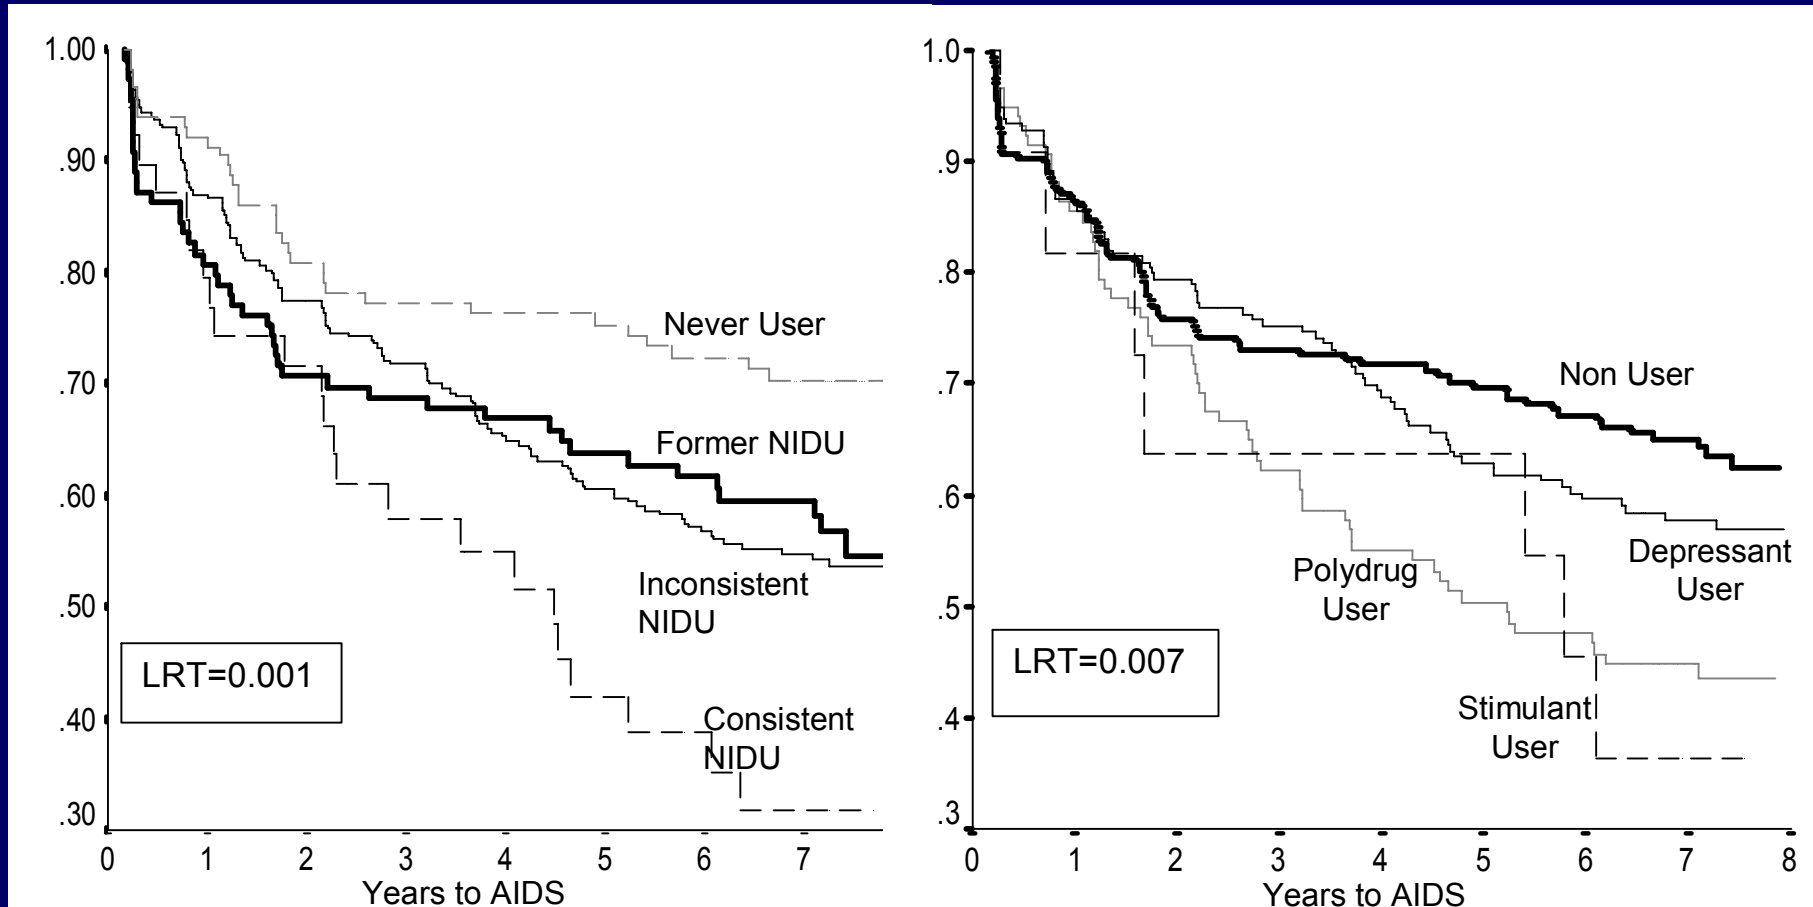 1.00
.90
.80
.70
.60
.50
.40
.30
0 1 2 3 4 5 6 7
Years to AIDS
Never User
Former NIDU
Inconsistent
NIDU
Consistent
NIDU
LRT=0.001
1.0
.9
.8
.7
.6
.5
.4
.3
0 1 2 3 4 5 6 7 8
Years to AIDS
Non User
Depressant
User
Polydrug
User
Stimulant
User
LRT=0.007